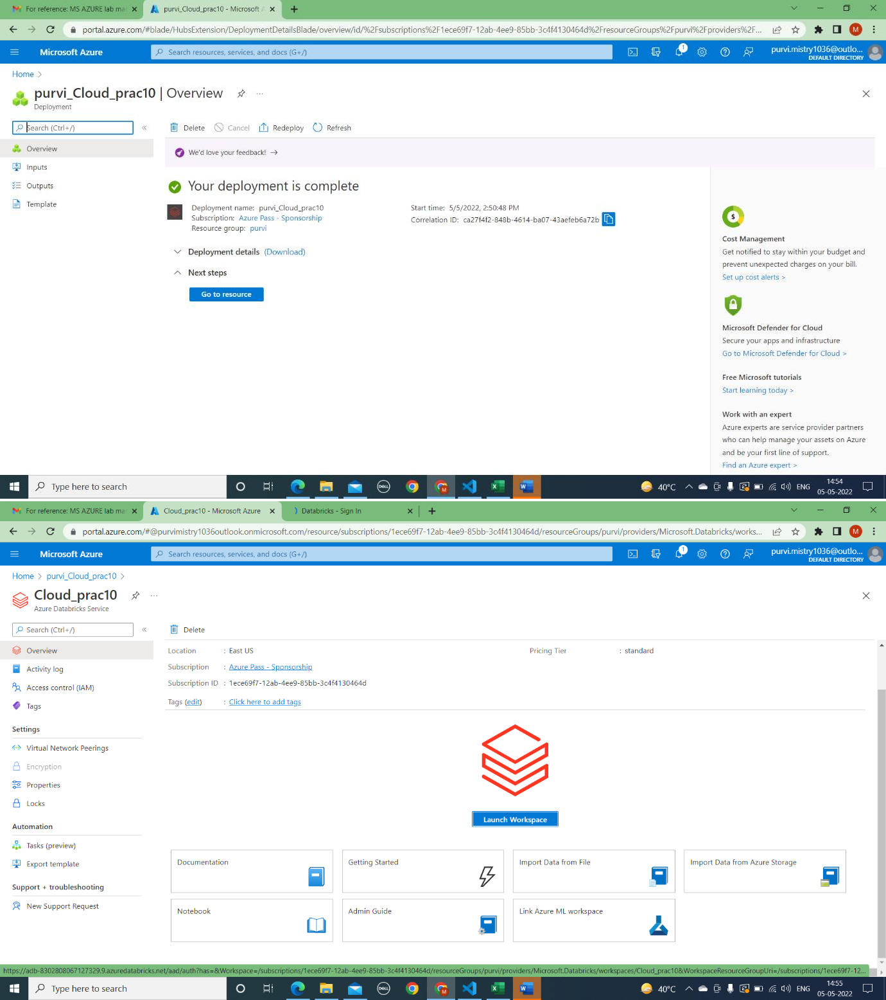 For reference: MS AZURE lab ma
purvi_Cloud_prac10 - Microsoft A
portal.azure.com/#blade/HubsExtension/DeploymentDetailsBlade/overview/id/%2Fsubscriptions%2F1ece69f7-12ab-4ee9-85bb-3c4f4130464d%2FresourceGroups%2Fpurvi%2Fproviders%2F...
M
Microsoft Azure
Search resources, services, and docs (G+/)
1
purvi.mistry1036@outlo...
DEFAULT DIRECTORY
Home >
purvi_Cloud_prac10 | Overview
Deployment
Search (Ctrl+/)
Overview
Inputs
Outputs
Template
Delete Cancel Redeploy Refresh
We'd love your feedback! →
Your deployment is complete
Deployment name: purvi_Cloud_prac10
Subscription: Azure Pass - Sponsorship
Resource group: purvi
Start time: 5/5/2022, 2:50:48 PM
Correlation ID: ca27f4f2-848b-4614-ba07-43aefeb6a72b
Deployment details (Download)
Next steps
Go to resource
Cost Management
Get notified to stay within your budget and
prevent unexpected charges on your bill.
Set up cost alerts >
Microsoft Defender for Cloud
Secure your apps and infrastructure
Go to Microsoft Defender for Cloud >
Free Microsoft tutorials
Start learning today >
Work with an expert
Azure experts are service provider partners
who can help manage your assets on Azure
and be your first line of support.
Find an Azure expert >
Type here to search
DELL
M
40°C
ENG
14:54
05-05-2022
For reference: MS AZURE lab ma
Cloud_prac10 - Microsoft Azure
Databricks - Sign In
portal.azure.com/#@purvimistry1036outlook.onmicrosoft.com/resource/subscriptions/1ece69f7-12ab-4ee9-85bb-3c4f4130464d/resourceGroups/purvi/providers/Microsoft.Databricks/works...
M
Microsoft Azure
Search resources, services, and docs (G+/)
1
purvi.mistry1036@outlo...
DEFAULT DIRECTORY
Home > purvi_Cloud_prac10 >
Cloud_prac10
Azure Databricks Service
Search (Ctrl+/)
Overview
Activity log
Access control (IAM)
Tags
Settings
Virtual Network Peerings
Encryption
Properties
Locks
Automation
Tasks (preview)
Export template
Support + troubleshooting
New Support Request
Delete
Location : East US
Pricing Tier : standard
Subscription : Azure Pass - Sponsorship
Subscription ID : 1ece69f7-12ab-4ee9-85bb-3c4f4130464d
Tags (edit) : Click here to add tags
Launch Workspace
Documentation
Getting Started
Import Data from File
Import Data from Azure Storage
Notebook
Admin Guide
Link Azure ML workspace
https://adb-8302808067127329.9.azuredatabricks.net/aad/auth?has=&Workspace=/subscriptions/1ece69f7-12ab-4ee9-85bb-3c4f4130464d/resourceGroups/purvi/providers/Microsoft.Databricks/workspaces/Cloud_prac10&WorkspaceResourceGroupUri=/subscriptions/1ece69f7-12...
Type here to search
DELL
M
40°C
ENG
14:55
05-05-2022